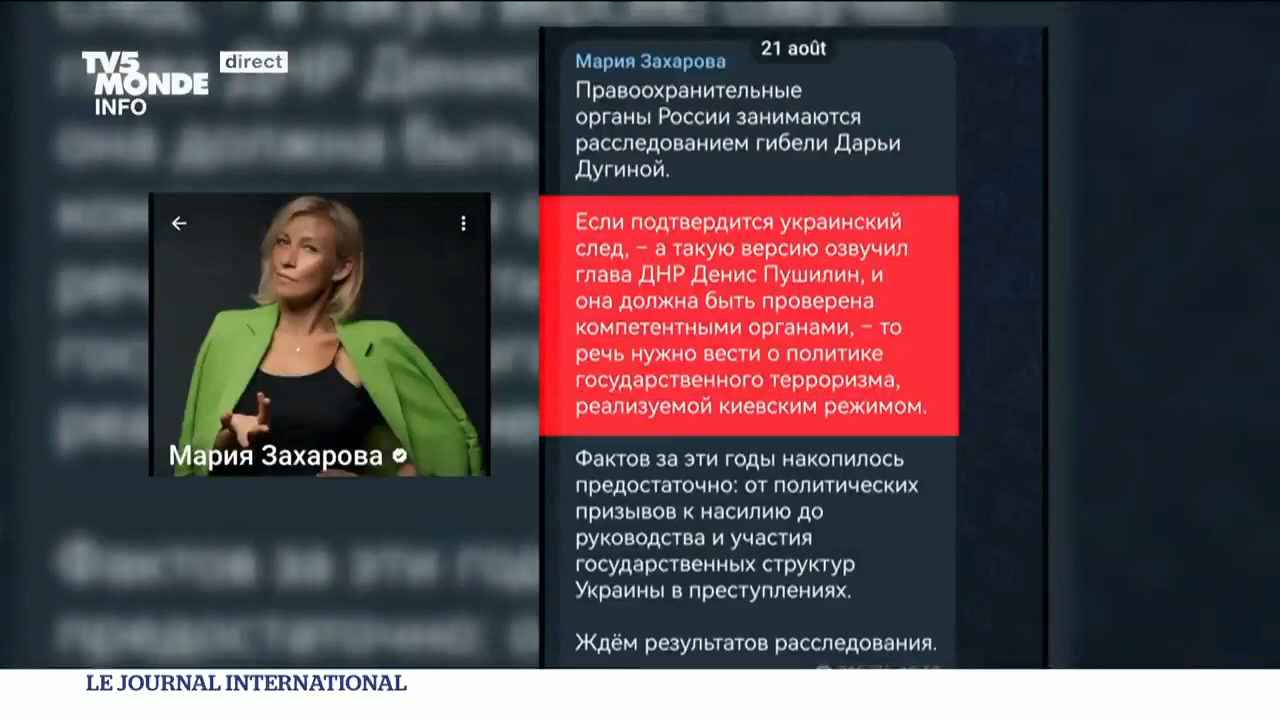 TV5
MONDE
INFO
direct
21 août
Мария Захарова
Правоохранительные
органы России занимаются
расследованием гибели Дарьи
Дугиной.
Если подтвердится украинский
след, – а такую версию озвучил
глава ДНР Денис Пушилин, и
она должна быть проверена
компетентными органами, – то
речь нужно вести о политике
государственного терроризма,
реализуемой киевским режимом.
Фактов за эти годы накопилось
предостаточно: от политических
призывов к насилию до
руководства и участия
государственных структур
Украины в преступлениях.
Ждём результатов расследования.
Мария Захарова
LE JOURNAL INTERNATIONAL